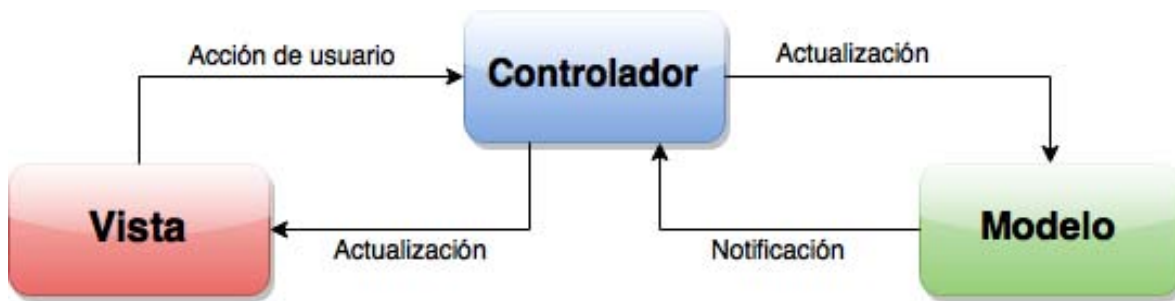 Acción de usuario
Controlador
Actualización
Vista
Actualización
Notificación
Modelo